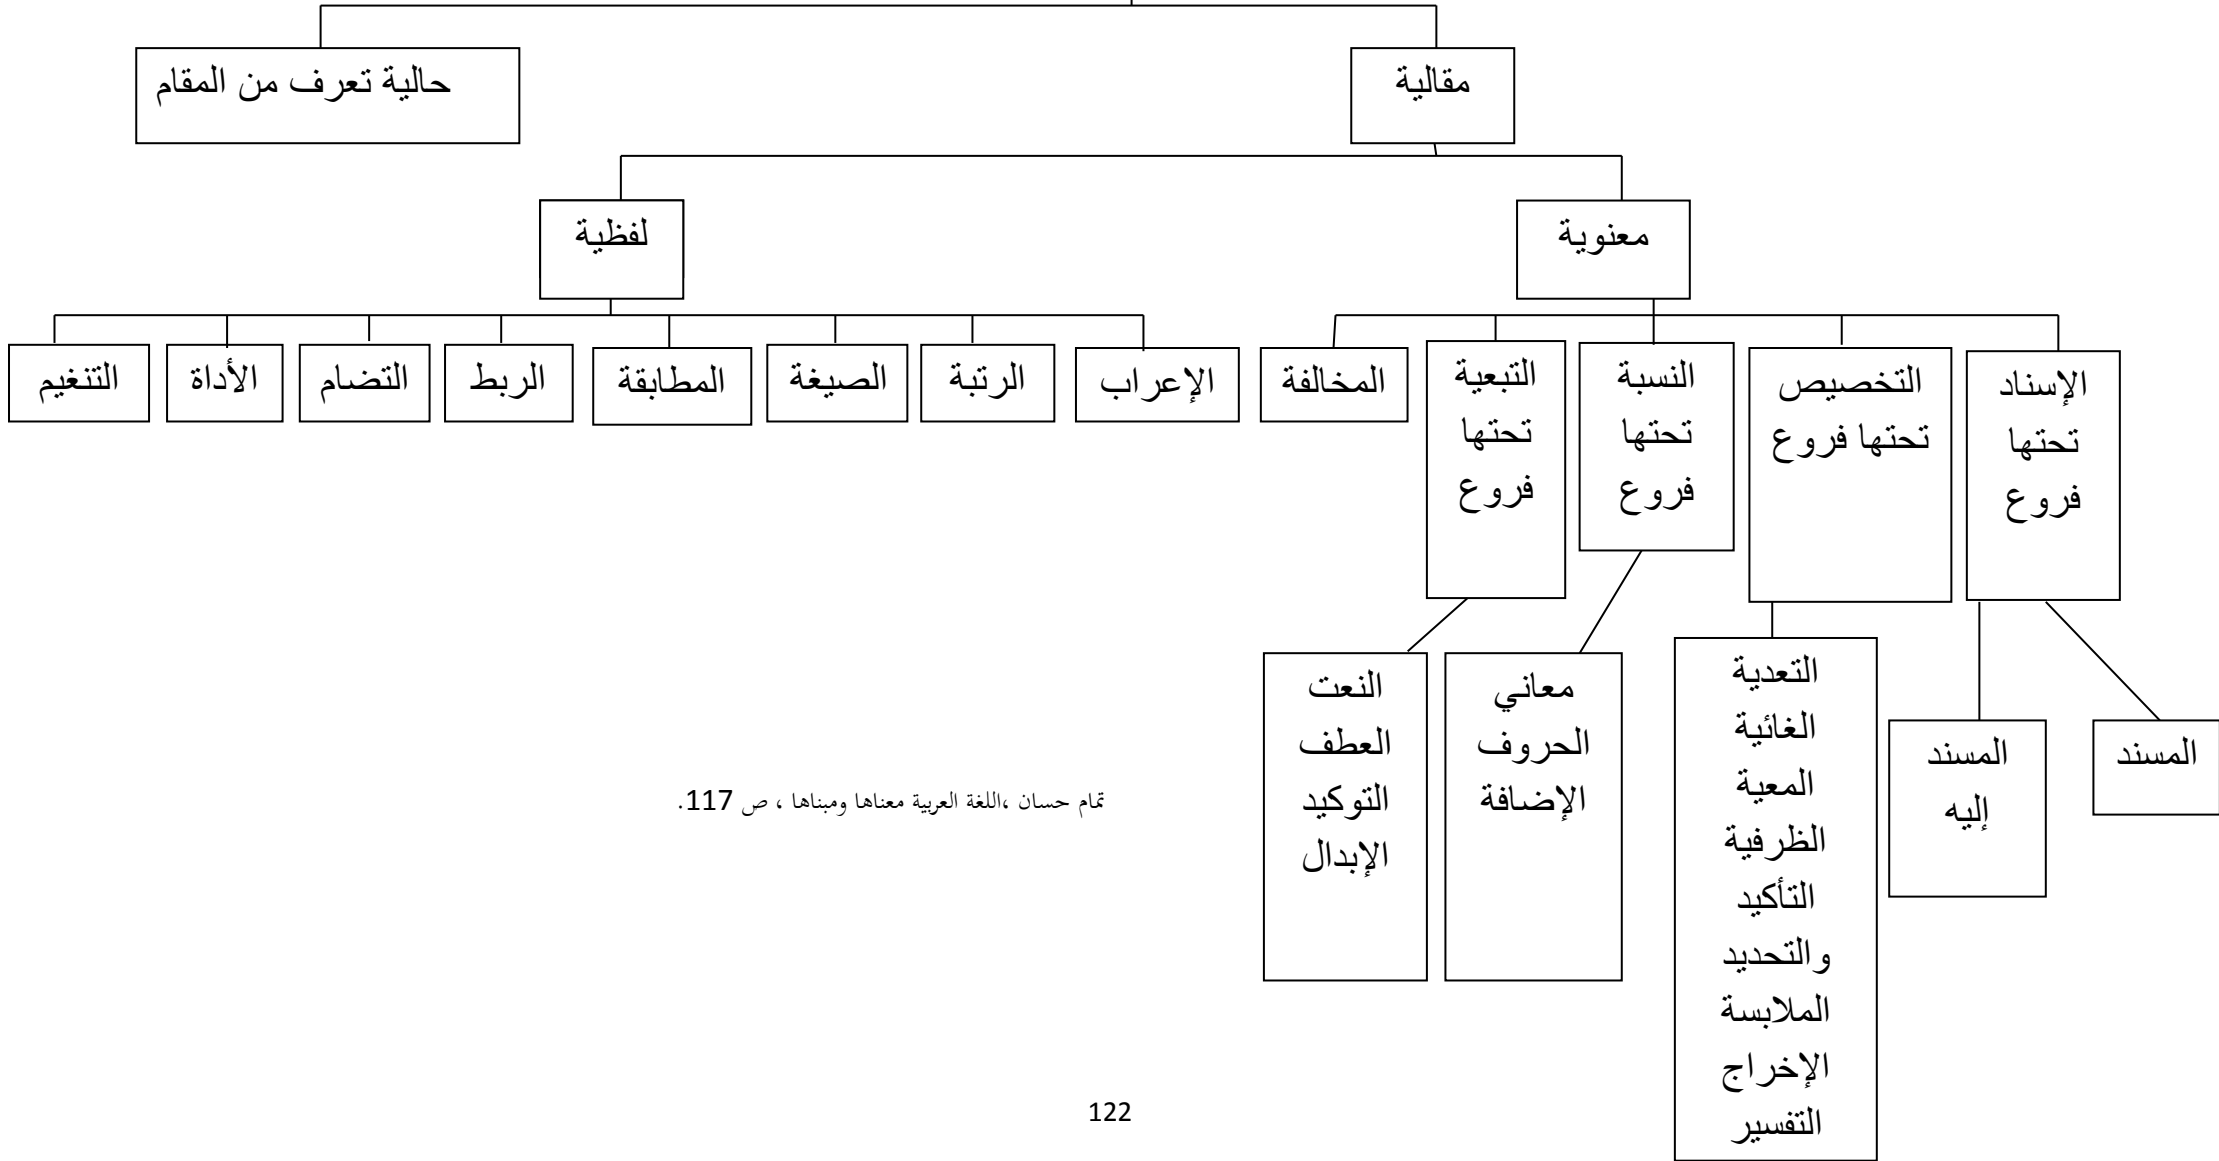 مقالية
حالية تعرف من المقام
معنوية
لفظية
الإسناد
تحتها
فروع
التخصيص
تحتها فروع
النسبة
تحتها
فروع
التبعية
تحتها
فروع
المخالفة
الإعراب
الرتبة
الصيغة
المطابقة
الربط
التضام
الأداة
التنغيم
المسند
المسند
إليه
التعدية
الغائية
المعية
الظرفية
التأكيد
والتحديد
الملابسة
الإخراج
التفسير
معاني
الحروف
الإضافة
النعت
العطف
التوكيد
الإبدال
تمام حسان ،اللغة العربية معناها ومبناها ، ص 117.
122